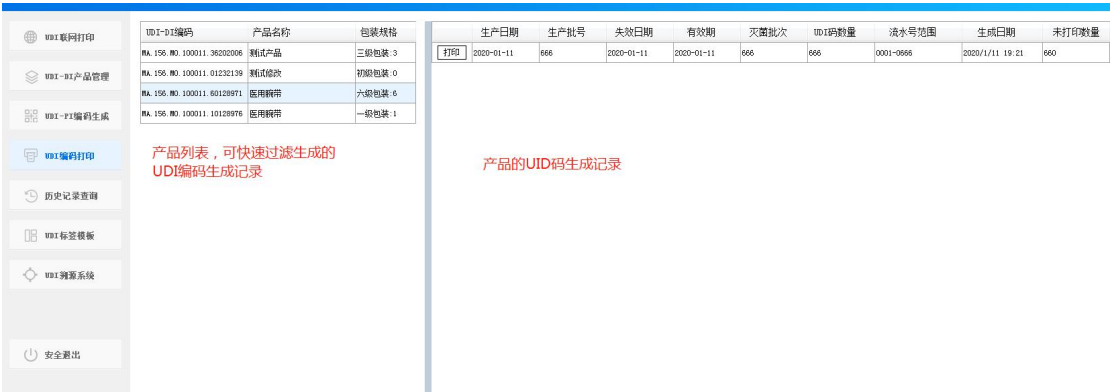 UDI联网打印
UDI-DI产品管理
UDI-PI编码生成
UDI编码打印
历史记录查询
UDI标签模板
UDI溯源系统
安全退出
UDI-DI编码 产品名称 包装规格
MA.156.M0.100011.36202006 测试产品 三级包装:3
MA.156.M0.100011.01232139 测试修改 初级包装:0
MA.156.M0.100011.60128971 医用腕带 六级包装:6
MA.156.M0.100011.10128976 医用腕带 一级包装:1
产品列表，可快速过滤生成的
UDI编码生成记录
生产日期 生产批号 失效日期 有效期 灭菌批次 UDI码数量 流水号范围 生成日期 未打印数量
打印 2020-01-11 666 2020-01-11 2020-01-11 666 666 0001-0666 2020/1/11 19:21 660
产品的UID码生成记录